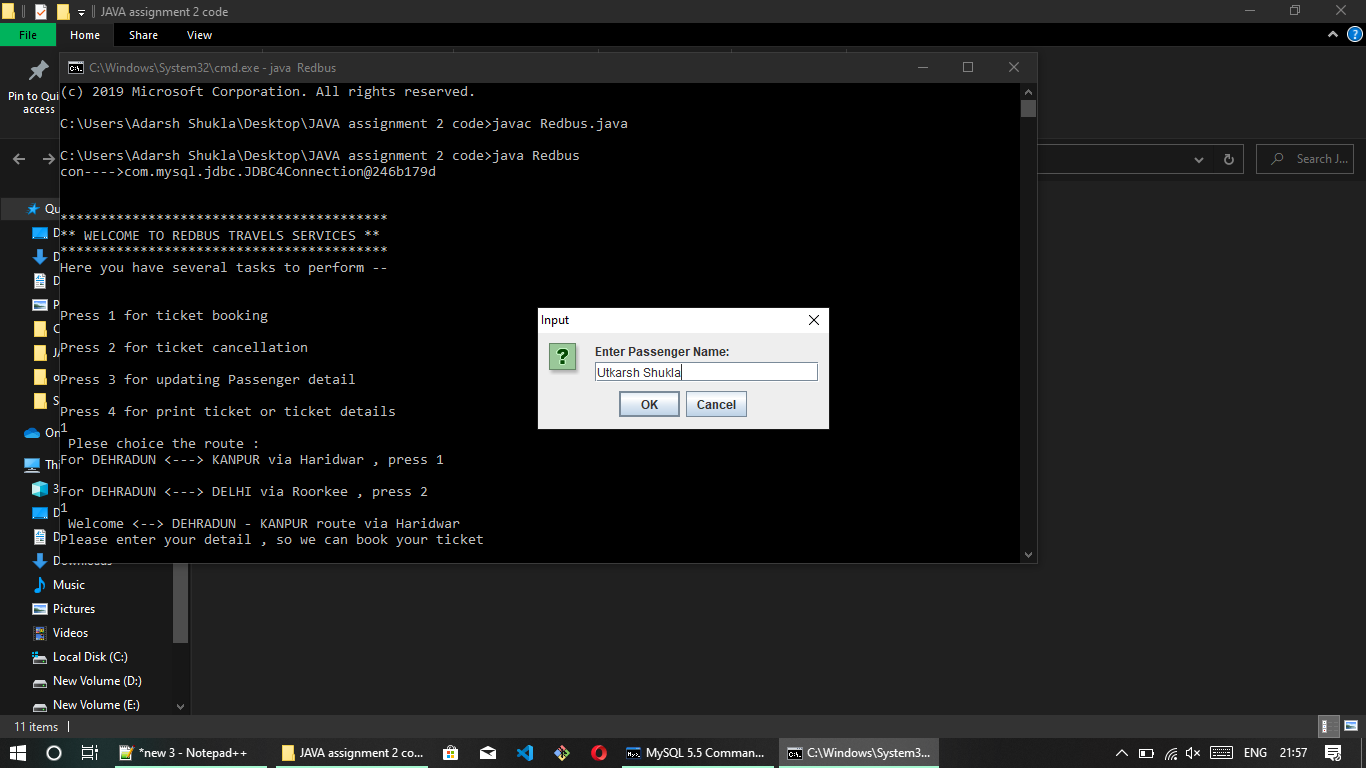 JAVA assignment 2 code
File Home Share View
Pin to Qui
access
C:\Windows\System32\cmd.exe - java  Redbus
(c) 2019 Microsoft Corporation. All rights reserved.
C:\Users\Adarsh Shukla\Desktop\JAVA assignment 2 code>javac Redbus.java
C:\Users\Adarsh Shukla\Desktop\JAVA assignment 2 code>java Redbus
con---->com.mysql.jdbc.JDBC4Connection@246b179d
Search J...
*****************************************
** WELCOME TO REDBUS TRAVELS SERVICES **
*****************************************
Here you have several tasks to perform --
Press 1 for ticket booking
Press 2 for ticket cancellation
Press 3 for updating Passenger detail
Press 4 for print ticket or ticket details
1
 Plese choice the route :
For DEHRADUN <---> KANPUR via Haridwar , press 1
For DEHRADUN <---> DELHI via Roorkee , press 2
1
 Welcome <--> DEHRADUN - KANPUR route via Haridwar
Please enter your detail , so we can book your ticket
Input
Enter Passenger Name:
Utkarsh Shukla
OK Cancel
Music
Pictures
Videos
Local Disk (C:)
New Volume (D:)
New Volume (E:)
11 items
*new 3 - Notepad++ JAVA assignment 2 co... MySQL 5.5 Comman... C:\Windows\System3... ENG 21:57